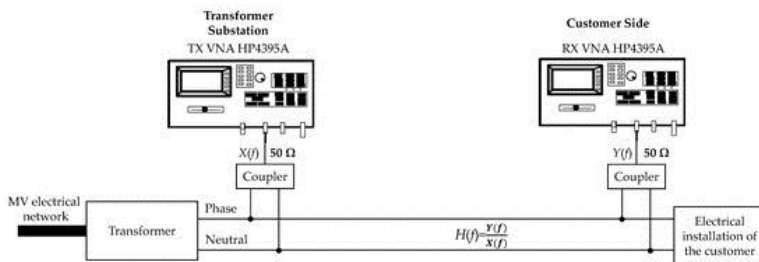 Transformer
Substation
TX VNA HP4395A
Customer Side
RX VNA HP4395A
X(f) 50 Ω
Y(f) 50 Ω
Coupler
Coupler
MV electrical
network
Transformer
Phase
Neutral
H(f)=Y(f)/X(f)
Electrical
installation of
the customer